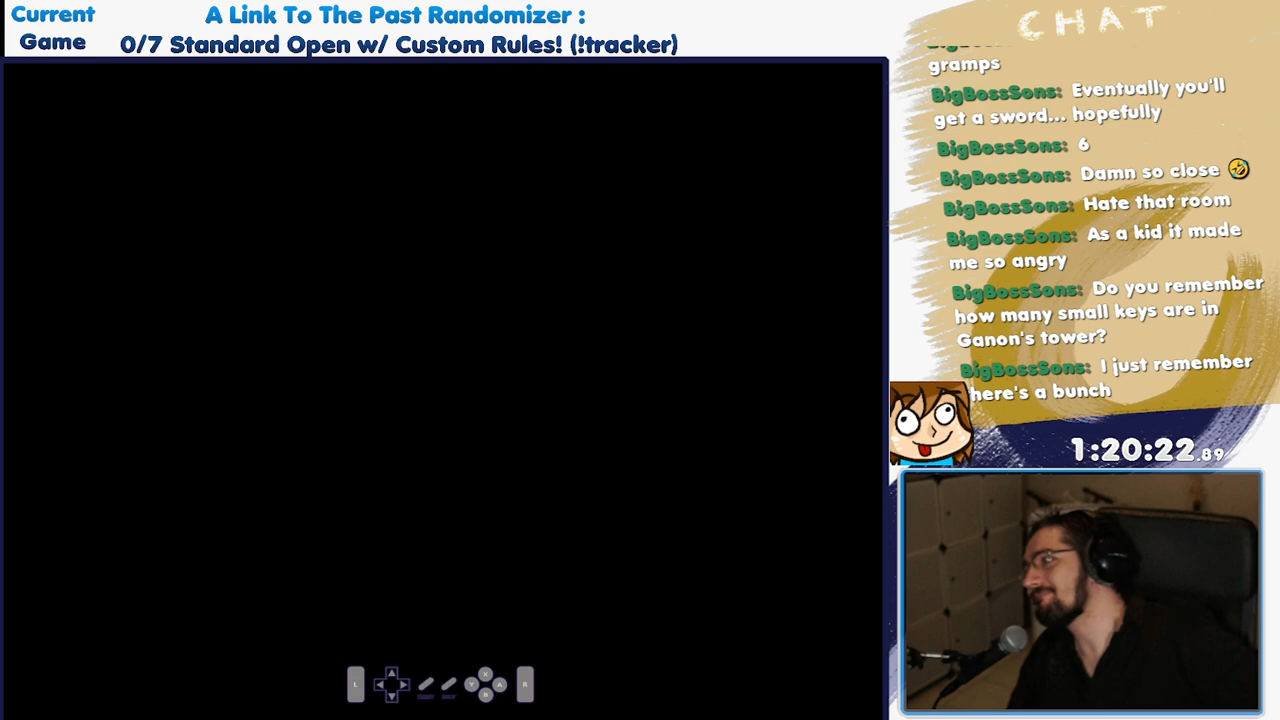 Current
Game
A Link To The Past Randomizer :
0/7 Standard Open w/ Custom Rules! (!tracker)
CHAT
gramps
BigBossSons: Eventually you'll
get a sword... hopefully
BigBossSons: 6
BigBossSons: Damn so close
BigBossSons: Hate that room
BigBossSons: As a kid it made
me so angry
BigBossSons: Do you remember
how many small keys are in
Ganon's tower?
BigBossSons: I just remember
here's a bunch
1:20:22.89
L
X
Y
A
B
R